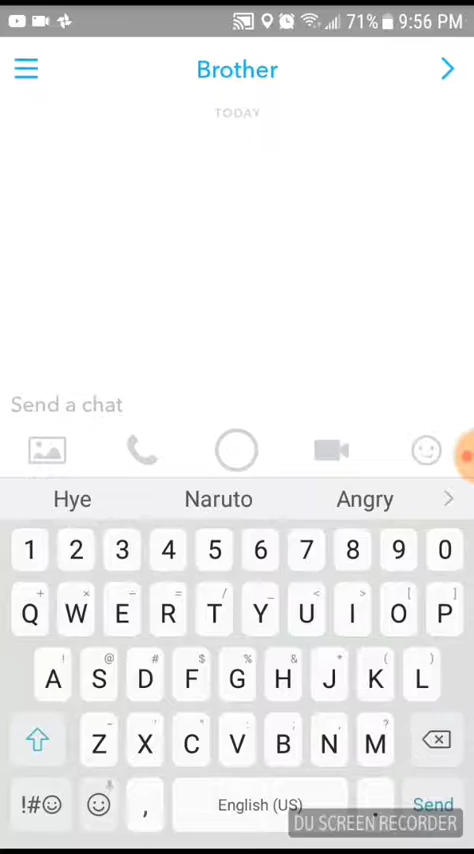 71% 9:56 PM
Brother
TODAY
Send a chat
Hye Naruto Angry
1 2 3 4 5 6 7 8 9 0
+ × ÷ = / _ < > [ ]
Q W E R T Y U I O P
! @ # $ % & * ( )
A S D F G H J K L
- ' " : ; , ?
Z X C V B N M
!#☺ , English (US) . Send
DU SCREEN RECORDER